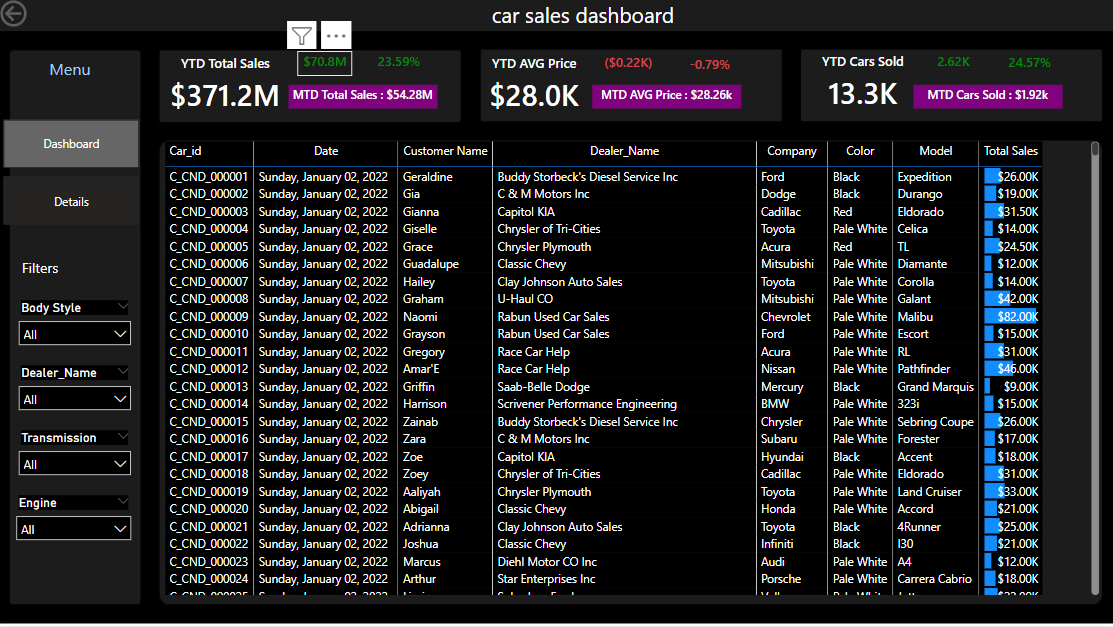 car sales dashboard
Menu
Dashboard
Details
Filters
Body Style
All
Dealer_Name
All
Transmission
All
Engine
All
YTD Total Sales $70.8M 23.59%
$371.2M MTD Total Sales : $54.28M
YTD AVG Price ($0.22K) -0.79%
$28.0K MTD AVG Price : $28.26k
YTD Cars Sold 2.62K 24.57%
13.3K MTD Cars Sold : $1.92k
Car_id Date Customer Name Dealer_Name Company Color Model Total Sales
C_CND_000001 Sunday, January 02, 2022 Geraldine Buddy Storbeck's Diesel Service Inc Ford Black Expedition $26.00K
C_CND_000002 Sunday, January 02, 2022 Gia C & M Motors Inc Dodge Black Durango $19.00K
C_CND_000003 Sunday, January 02, 2022 Gianna Capitol KIA Cadillac Red Eldorado $31.50K
C_CND_000004 Sunday, January 02, 2022 Giselle Chrysler of Tri-Cities Toyota Pale White Celica $14.00K
C_CND_000005 Sunday, January 02, 2022 Grace Chrysler Plymouth Acura Red TL $24.50K
C_CND_000006 Sunday, January 02, 2022 Guadalupe Classic Chevy Mitsubishi Pale White Diamante $12.00K
C_CND_000007 Sunday, January 02, 2022 Hailey Clay Johnson Auto Sales Toyota Pale White Corolla $14.00K
C_CND_000008 Sunday, January 02, 2022 Graham U-Haul CO Mitsubishi Pale White Galant $42.00K
C_CND_000009 Sunday, January 02, 2022 Naomi Rabun Used Car Sales Chevrolet Pale White Malibu $82.00K
C_CND_000010 Sunday, January 02, 2022 Grayson Rabun Used Car Sales Ford Pale White Escort $15.00K
C_CND_000011 Sunday, January 02, 2022 Gregory Race Car Help Acura Pale White RL $31.00K
C_CND_000012 Sunday, January 02, 2022 Amar'E Race Car Help Nissan Pale White Pathfinder $46.00K
C_CND_000013 Sunday, January 02, 2022 Griffin Saab-Belle Dodge Mercury Black Grand Marquis $9.00K
C_CND_000014 Sunday, January 02, 2022 Harrison Scrivener Performance Engineering BMW Pale White 323i $15.00K
C_CND_000015 Sunday, January 02, 2022 Zainab Buddy Storbeck's Diesel Service Inc Chrysler Pale White Sebring Coupe $26.00K
C_CND_000016 Sunday, January 02, 2022 Zara C & M Motors Inc Subaru Pale White Forester $17.00K
C_CND_000017 Sunday, January 02, 2022 Zoe Capitol KIA Hyundai Black Accent $18.00K
C_CND_000018 Sunday, January 02, 2022 Zoey Chrysler of Tri-Cities Cadillac Pale White Eldorado $31.00K
C_CND_000019 Sunday, January 02, 2022 Aaliyah Chrysler Plymouth Toyota Pale White Land Cruiser $33.00K
C_CND_000020 Sunday, January 02, 2022 Abigail Classic Chevy Honda Pale White Accord $21.00K
C_CND_000021 Sunday, January 02, 2022 Adrianna Clay Johnson Auto Sales Toyota Black 4Runner $25.00K
C_CND_000022 Sunday, January 02, 2022 Joshua Classic Chevy Infiniti Black I30 $21.00K
C_CND_000023 Sunday, January 02, 2022 Marcus Diehl Motor CO Inc Audi Pale White A4 $12.00K
C_CND_000024 Sunday, January 02, 2022 Arthur Star Enterprises Inc Porsche Pale White Carrera Cabrio $18.00K